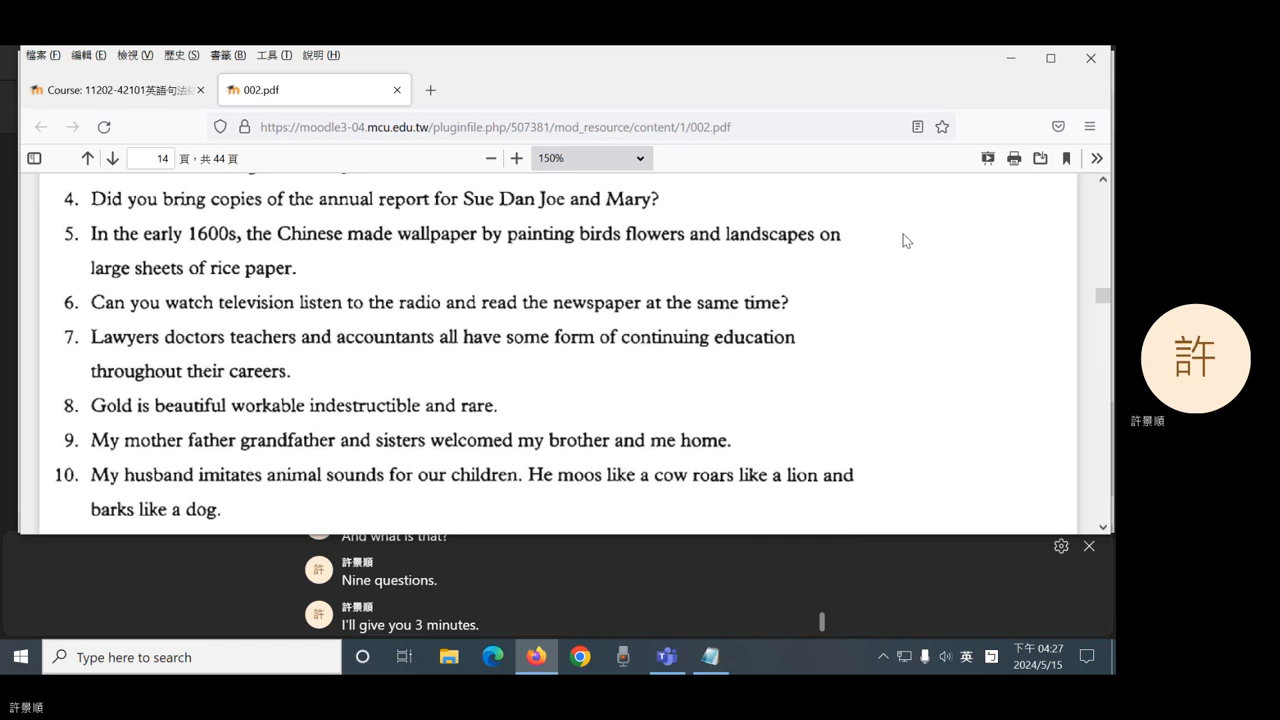 檔案(F) 編輯(E) 檢視(V) 歷史(S) 書籤(B) 工具(T) 說明(H)
Course: 11202-42101英語句法
002.pdf
https://moodle3-04.mcu.edu.tw/pluginfile.php/507381/mod_resource/content/1/002.pdf
14 頁，共 44 頁
150%
4. Did you bring copies of the annual report for Sue Dan Joe and Mary?
5. In the early 1600s, the Chinese made wallpaper by painting birds flowers and landscapes on
large sheets of rice paper.
6. Can you watch television listen to the radio and read the newspaper at the same time?
7. Lawyers doctors teachers and accountants all have some form of continuing education
throughout their careers.
8. Gold is beautiful workable indestructible and rare.
9. My mother father grandfather and sisters welcomed my brother and me home.
10. My husband imitates animal sounds for our children. He moos like a cow roars like a lion and
barks like a dog.
許
許景順
And what is that?
許景順
許
Nine questions.
許景順
許
I'll give you 3 minutes.
Type here to search
英
下午 04:27
2024/5/15
許景順